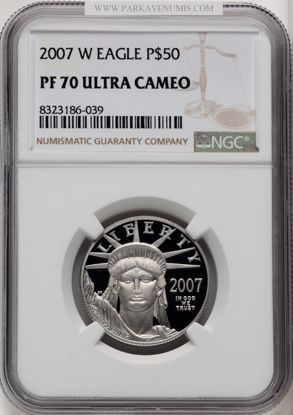 WWW.PARKAVENUMIS.COM
2007 W EAGLE P$50
PF 70 ULTRA CAMEO
8323186-039
NUMISMATIC GUARANTY COMPANY
NGC®
LIBERTY
2007
IN GOD
WE
TRUST